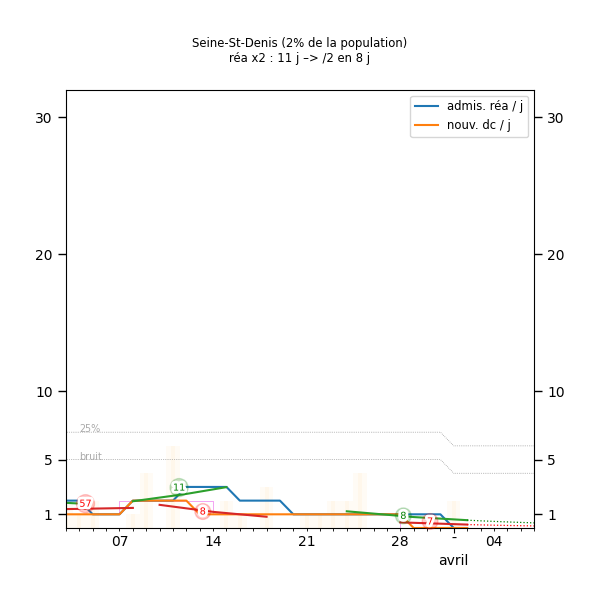 Seine-St-Denis (2% de la population)
réa x2 : 11 j –> /2 en 8 j
admis. réa / j
nouv. dc / j
30 30
20 20
10 10
25%
bruit
5 5
57 11 8 8 7
1 1
07 14 21 28 - 04
avril